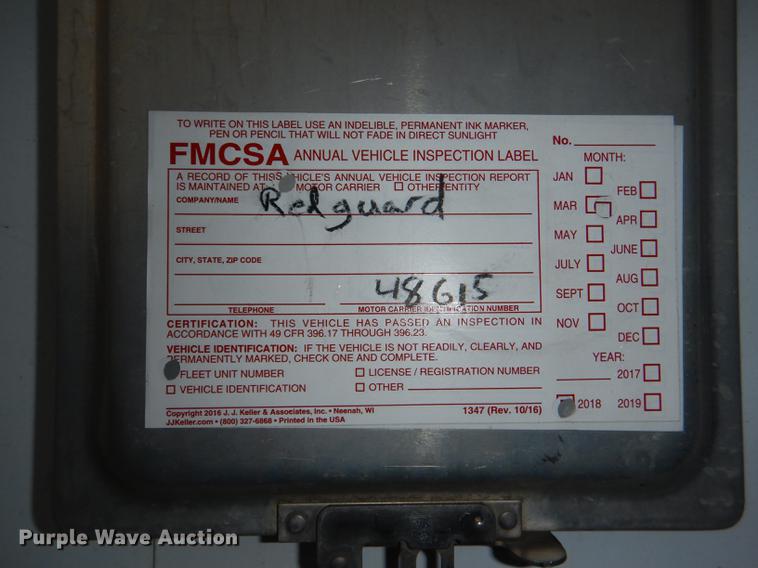 TO WRITE ON THIS LABEL USE AN INDELIBLE, PERMANENT INK MARKER,
PEN OR PENCIL THAT WILL NOT FADE IN DIRECT SUNLIGHT
FMCSA ANNUAL VEHICLE INSPECTION LABEL
A RECORD OF THIS VEHICLE'S ANNUAL VEHICLE INSPECTION REPORT
IS MAINTAINED AT: MOTOR CARRIER OTHER ENTITY
COMPANY/NAME Redguard
STREET
CITY, STATE, ZIP CODE
48615
TELEPHONE MOTOR CARRIER IDENTIFICATION NUMBER
CERTIFICATION: THIS VEHICLE HAS PASSED AN INSPECTION IN
ACCORDANCE WITH 49 CFR 396.17 THROUGH 396.23.
VEHICLE IDENTIFICATION: IF THE VEHICLE IS NOT READILY, CLEARLY, AND
PERMANENTLY MARKED, CHECK ONE AND COMPLETE.
FLEET UNIT NUMBER LICENSE / REGISTRATION NUMBER
VEHICLE IDENTIFICATION OTHER
Copyright 2016 J. J. Keller & Associates, Inc. • Neenah, WI 1347 (Rev. 10/16)
JJKeller.com • (800) 327-6868 • Printed in the USA
No.
MONTH:
JAN
FEB
MAR
APR
MAY
JUNE
JULY
AUG
SEPT
OCT
NOV
DEC
YEAR:
2017
2018 2019
Purple Wave Auction